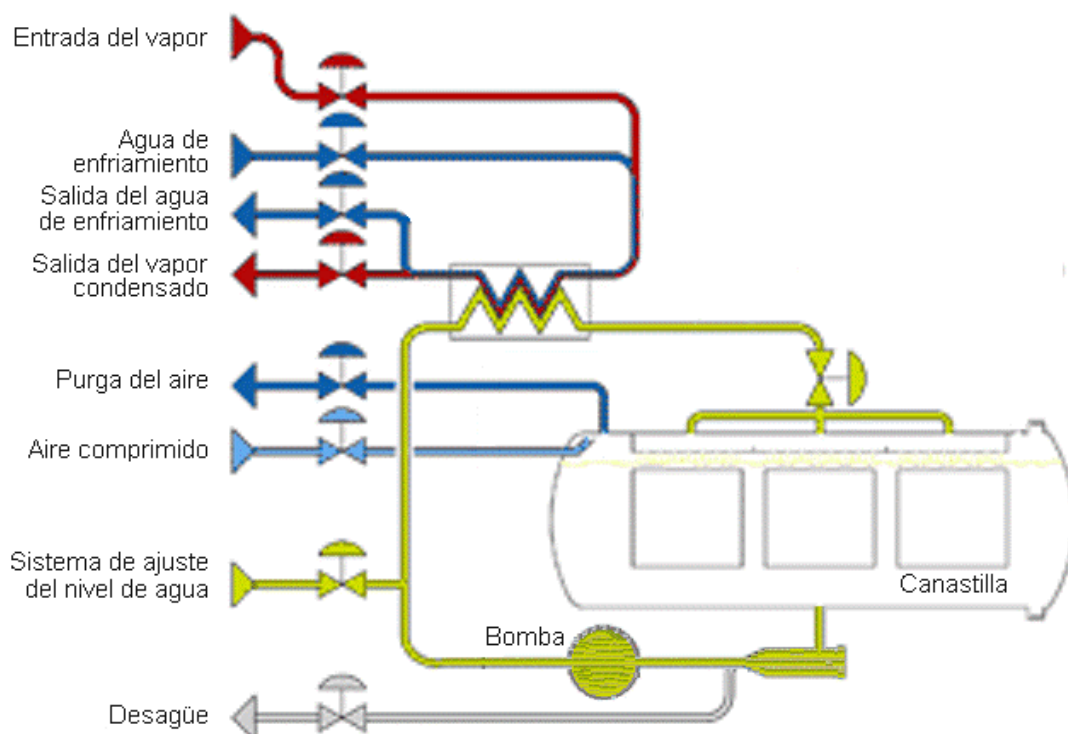 Entrada del vapor
Agua de
enfriamiento
Salida del agua
de enfriamiento
Salida del vapor
condensado
Purga del aire
Aire comprimido
Sistema de ajuste
del nivel de agua
Canastilla
Bomba
Desagüe